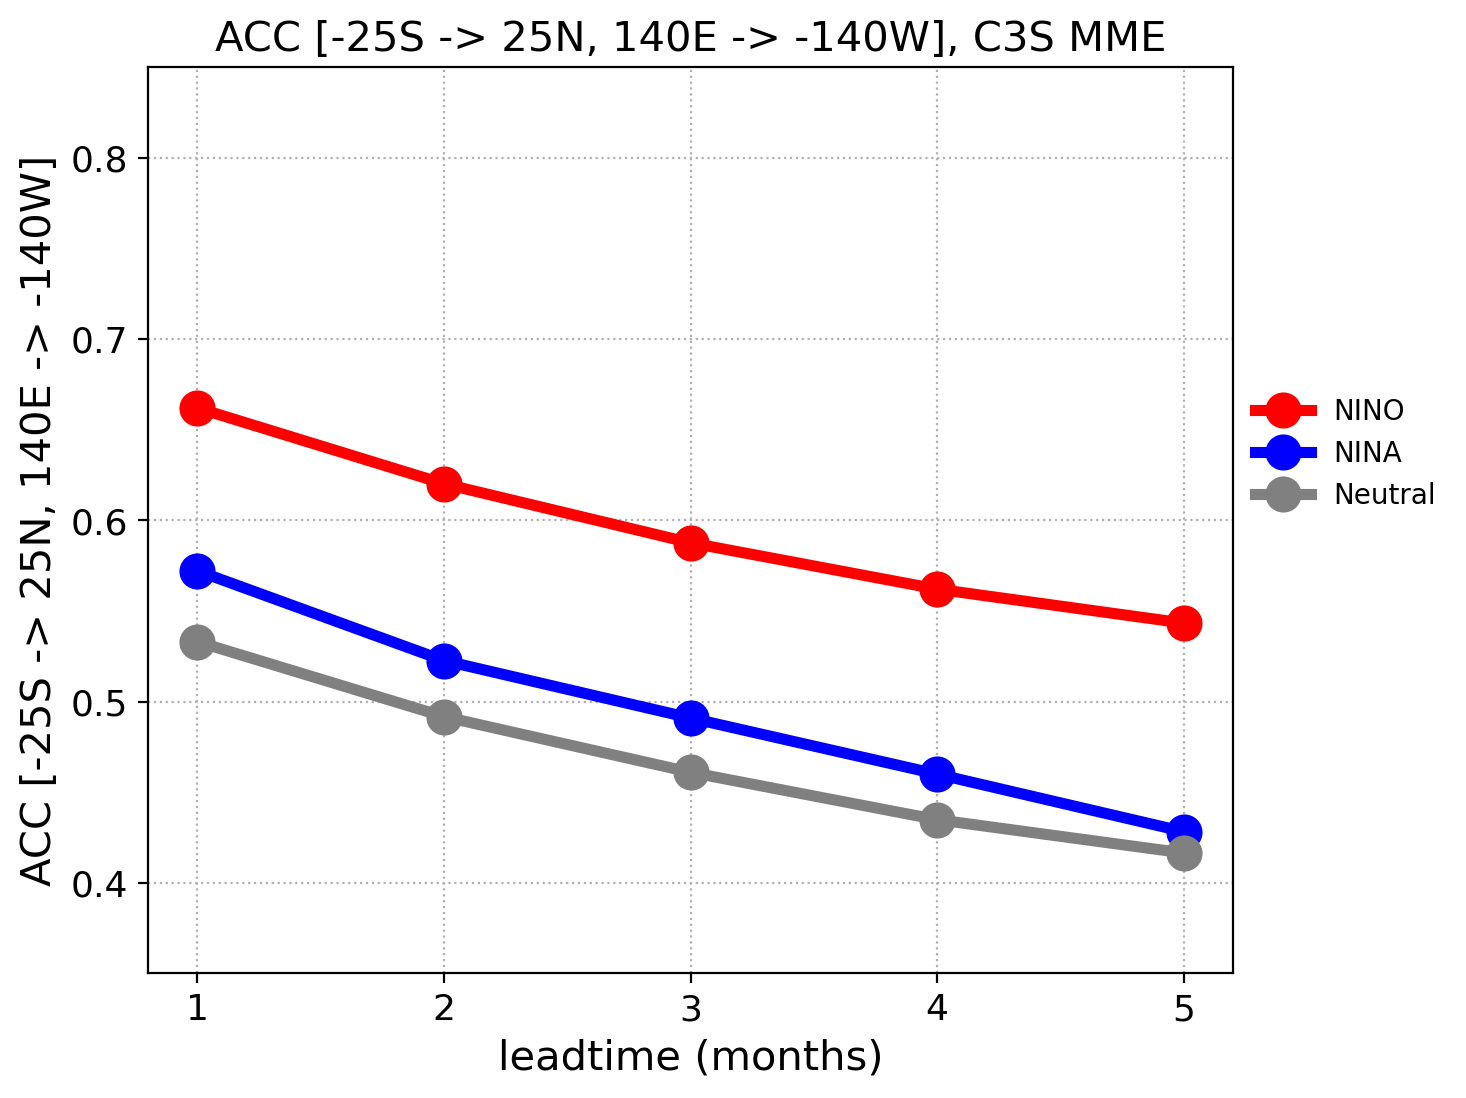 ACC [-25S -> 25N, 140E -> -140W], C3S MME
ACC [-25S -> 25N, 140E -> -140W]
0.8
0.7
0.6
0.5
0.4
1 2 3 4 5
leadtime (months)
NINO
NINA
Neutral